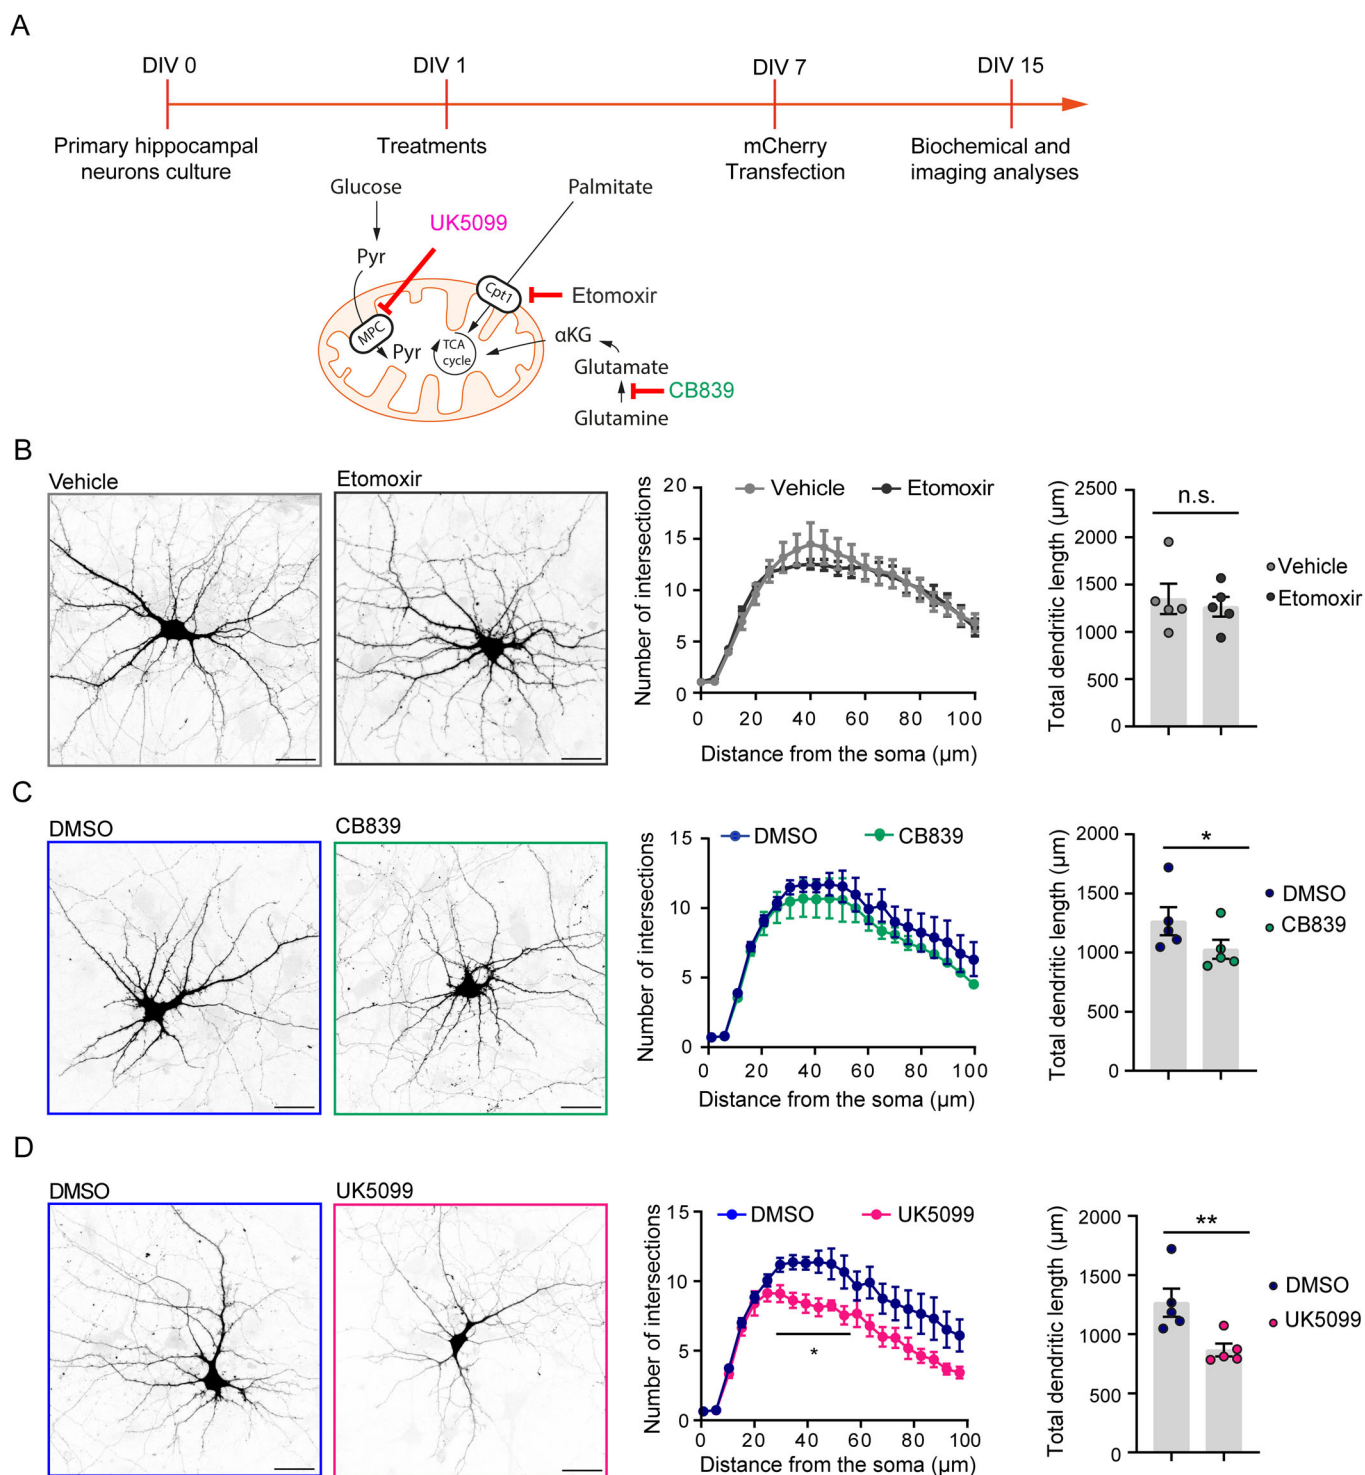 A
DIV 0
DIV 1
DIV 7
DIV 15
Primary hippocampal
neurons culture
Treatments
mCherry
Transfection
Biochemical and
imaging analyses
Glucose
Palmitate
UK5099
Pyr
Cpt1
Etomoxir
MPC
Pyr
TCA
cycle
αKG
Glutamate
CB839
Glutamine
B
Vehicle
Etomoxir
Number of intersections
20
15
10
5
0
Vehicle
Etomoxir
0 20 40 60 80 100
Distance from the soma (µm)
Total dendritic length (µm)
2500
2000
1500
1000
500
0
n.s.
Vehicle
Etomoxir
C
DMSO
CB839
Number of intersections
15
10
5
0
DMSO
CB839
0 20 40 60 80 100
Distance from the soma (µm)
Total dendritic length (µm)
2000
1500
1000
500
0
*
DMSO
CB839
D
DMSO
UK5099
Number of intersections
15
10
5
0
DMSO
UK5099
*
0 20 40 60 80 100
Distance from the soma (µm)
Total dendritic length (µm)
2000
1500
1000
500
0
**
DMSO
UK5099